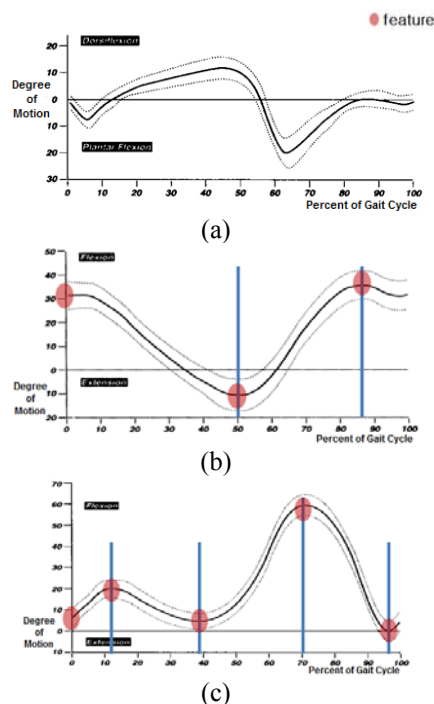 feature
Dorsiflexion
20
10
Degree of Motion
0
10
Plantar Flexion
20
30
0 10 20 30 40 50 60 70 80 90 100
Percent of Gait Cycle
(a)
50
Flexion
40
30
20
10
0
Extension
Degree of Motion
10
20
0 10 20 30 40 50 60 70 80 90 100
Percent of Gait Cycle
(b)
70
60
Flexion
50
40
30
20
Degree of Motion
10
0
Extension
10
0 10 20 30 40 50 60 70 80 90 100
Percent of Gait Cycle
(c)